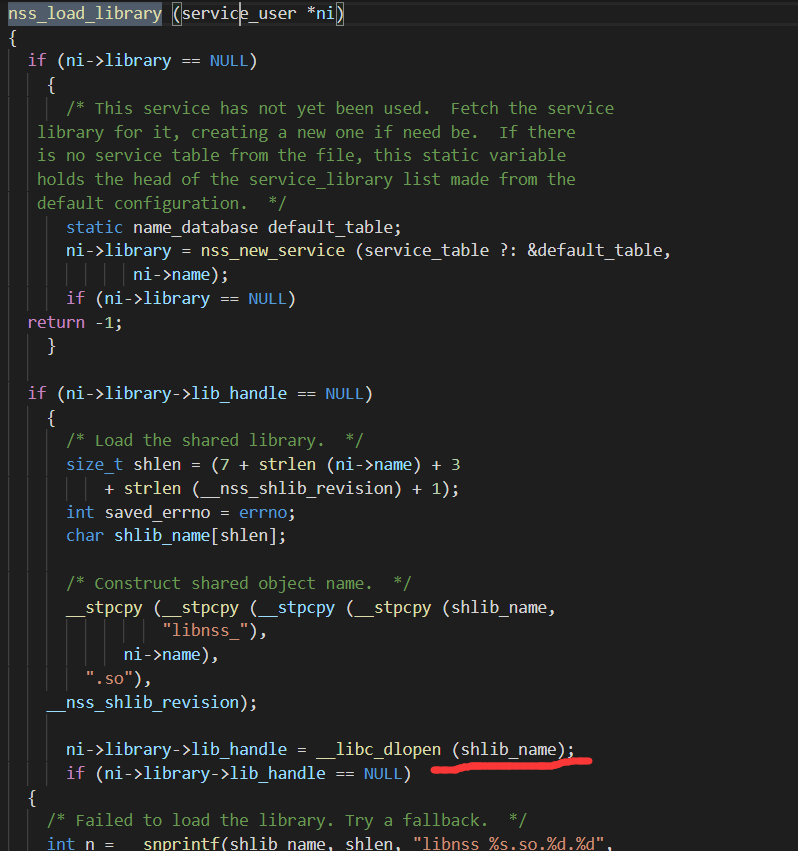 nss_load_library (service_user *ni)
{
if (ni->library == NULL)
{
/* This service has not yet been used.  Fetch the service
library for it, creating a new one if need be.  If there
is no service table from the file, this static variable
holds the head of the service_library list made from the
default configuration.  */
static name_database default_table;
ni->library = nss_new_service (service_table ?: &default_table,
ni->name);
if (ni->library == NULL)
return -1;
}
if (ni->library->lib_handle == NULL)
{
/* Load the shared library.  */
size_t shlen = (7 + strlen (ni->name) + 3
+ strlen (__nss_shlib_revision) + 1);
int saved_errno = errno;
char shlib_name[shlen];
/* Construct shared object name.  */
__stpcpy (__stpcpy (__stpcpy (__stpcpy (shlib_name,
"libnss_"),
ni->name),
".so"),
__nss_shlib_revision);
ni->library->lib_handle = __libc_dlopen (shlib_name);
if (ni->library->lib_handle == NULL)
{
/* Failed to load the library. Try a fallback.  */
int n = __snprintf(shlib_name, shlen, "libnss_%s.so.%d.%d",